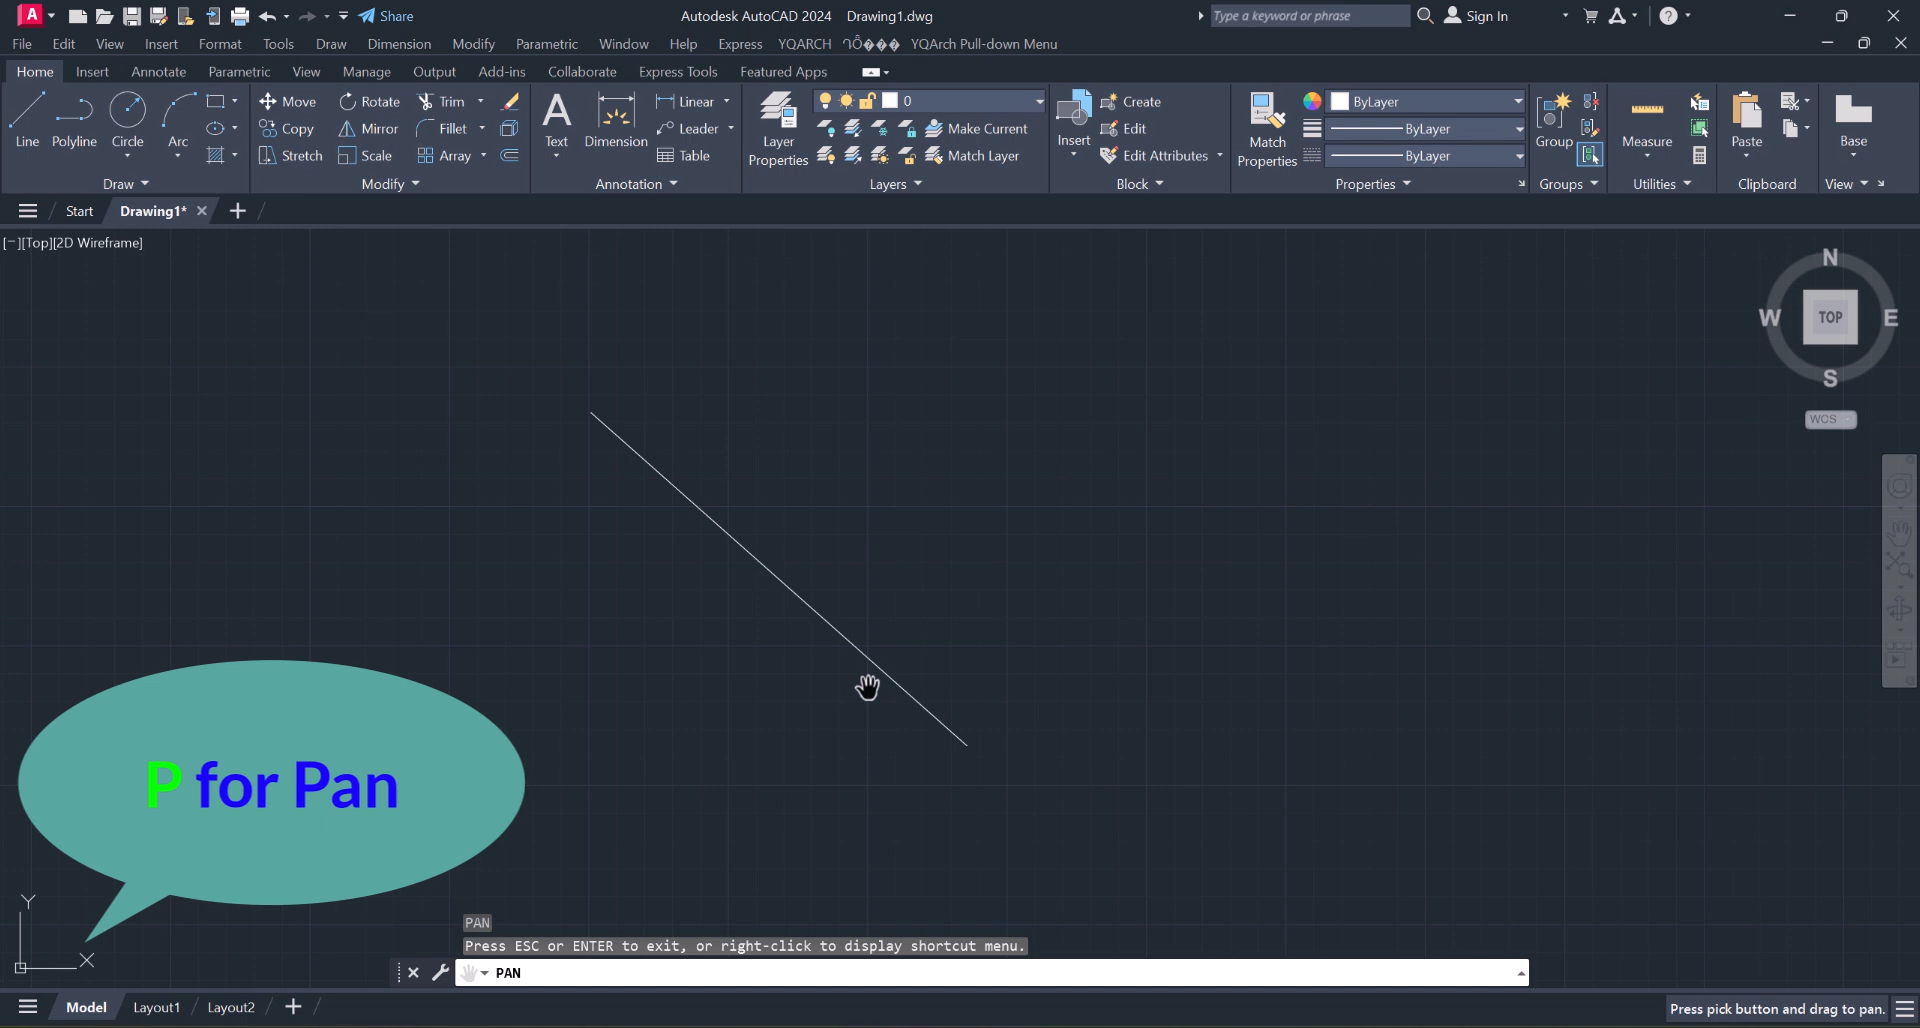 Autodesk AutoCAD 2024 Drawing1.dwg
Share
Type a keyword or phrase
Sign In
File Edit View Insert Format Tools Draw Dimension Modify Parametric Window Help Express YQARCH YQArch Pull-down Menu
Home Insert Annotate Parametric View Manage Output Add-ins Collaborate Express Tools Featured Apps
Line Polyline Circle Arc
Move Rotate Trim
Copy Mirror Fillet
Stretch Scale Array
Text Dimension
Linear
Leader
Table
Layer
Properties
0
Make Current
Match Layer
Insert
Create
Edit
Edit Attributes
Match
Properties
ByLayer
ByLayer
ByLayer
Group
Measure
Paste
Base
Draw Modify Annotation Layers Block Properties Groups Utilities Clipboard View
Start Drawing1*
[−][Top][2D Wireframe]
N
W TOP E
S
WCS
P for Pan
Y
X
PAN
Press ESC or ENTER to exit, or right-click to display shortcut menu.
PAN
Model Layout1 Layout2
Press pick button and drag to pan.